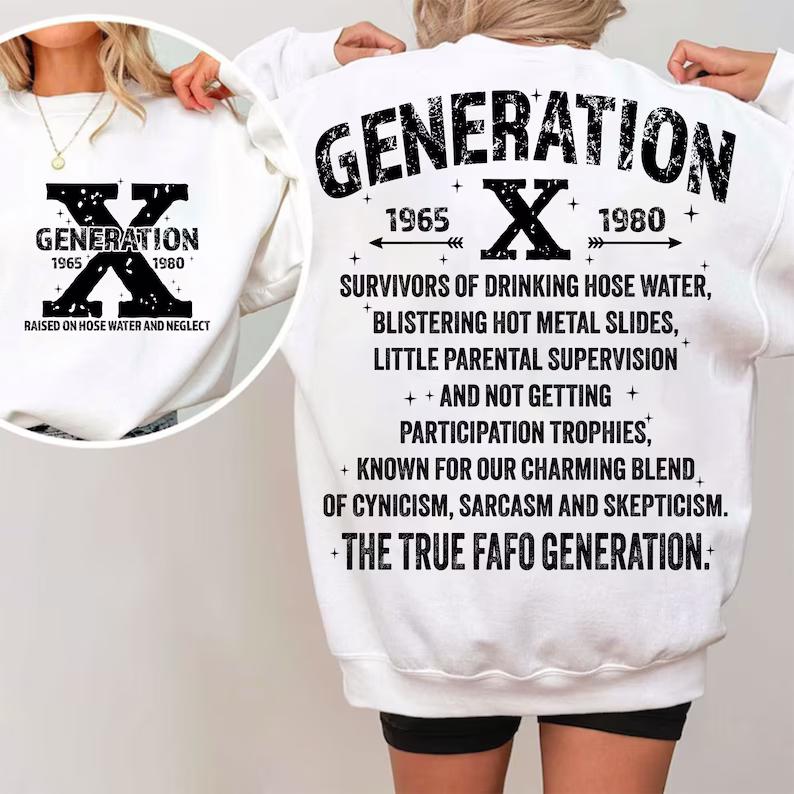 GENERATION
1965 1980
X
RAISED ON HOSE WATER AND NEGLECT
GENERATION
1965 X 1980
SURVIVORS OF DRINKING HOSE WATER,
BLISTERING HOT METAL SLIDES,
LITTLE PARENTAL SUPERVISION
AND NOT GETTING
PARTICIPATION TROPHIES,
KNOWN FOR OUR CHARMING BLEND
OF CYNICISM, SARCASM AND SKEPTICISM.
THE TRUE FAFO GENERATION.